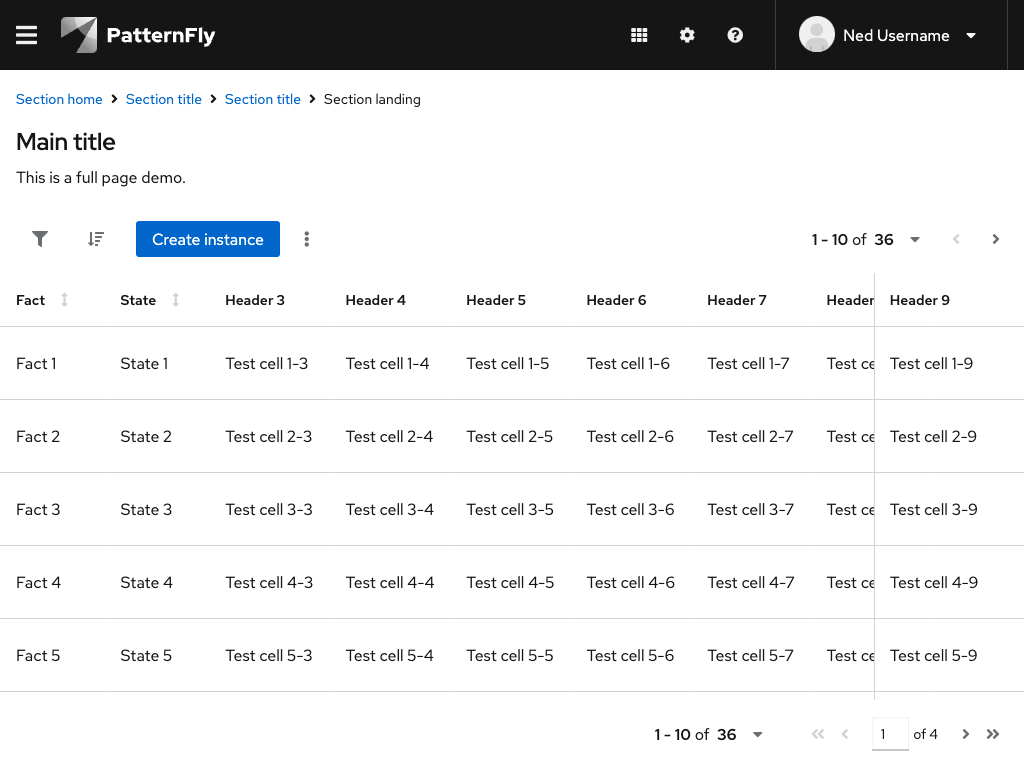 PatternFly
Ned Username
Section home Section title Section title Section landing
Main title
This is a full page demo.
Create instance
1 - 10 of 36
Fact State Header 3 Header 4 Header 5 Header 6 Header 7 Header Header 9
Fact 1 State 1 Test cell 1-3 Test cell 1-4 Test cell 1-5 Test cell 1-6 Test cell 1-7 Test ce Test cell 1-9
Fact 2 State 2 Test cell 2-3 Test cell 2-4 Test cell 2-5 Test cell 2-6 Test cell 2-7 Test ce Test cell 2-9
Fact 3 State 3 Test cell 3-3 Test cell 3-4 Test cell 3-5 Test cell 3-6 Test cell 3-7 Test ce Test cell 3-9
Fact 4 State 4 Test cell 4-3 Test cell 4-4 Test cell 4-5 Test cell 4-6 Test cell 4-7 Test ce Test cell 4-9
Fact 5 State 5 Test cell 5-3 Test cell 5-4 Test cell 5-5 Test cell 5-6 Test cell 5-7 Test ce Test cell 5-9
1 - 10 of 36 1 of 4